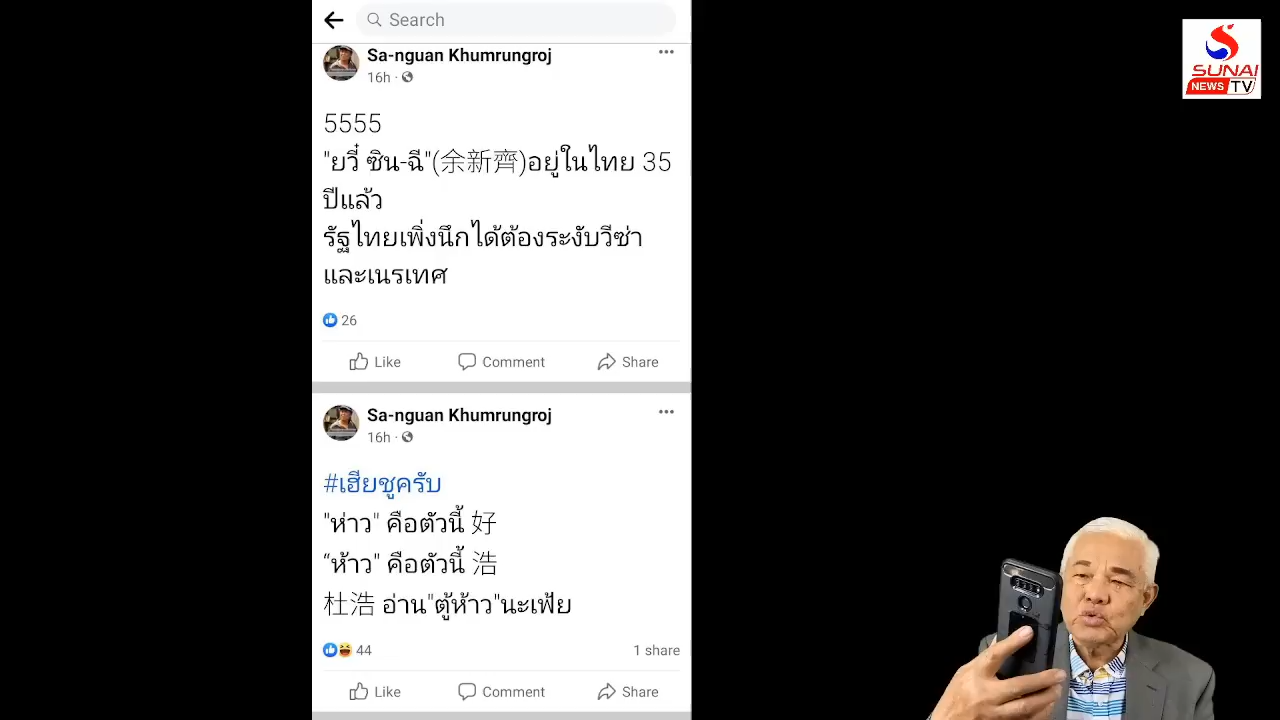 Search
Sa-nguan Khumrungroj
16h
5555
"ยวี๋ ซิน-ฉี"(余新齊)อยู่ในไทย 35
ปีแล้ว
รัฐไทยเพิ่งนึกได้ต้องระงับวีซ่า
และเนรเทศ
26
Like Comment Share
Sa-nguan Khumrungroj
16h
#เฮียชูครับ
"ห่าว" คือตัวนี้ 好
"ห้าว" คือตัวนี้ 浩
杜浩 อ่าน"ตู้ห้าว"นะเฟ้ย
44 1 share
Like Comment Share
SUNAI
NEWS TV